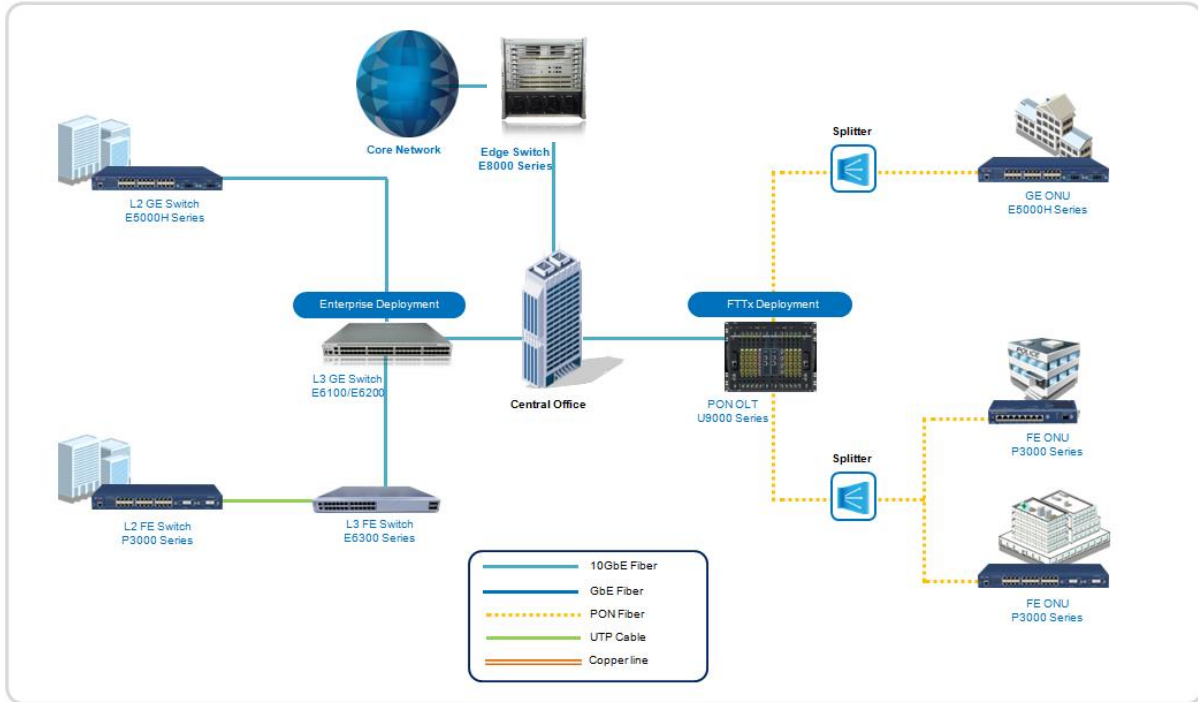 Core Network
Edge Switch
E8000 Series
Splitter
L2 GE Switch
E5000H Series
GE ONU
E5000H Series
Enterprise Deployment
FTTx Deployment
L3 GE Switch
E6100/E6200
Central Office
PON OLT
U9000 Series
POLICE
FE ONU
P3000 Series
Splitter
L2 FE Switch
P3000 Series
L3 FE Switch
E6300 Series
FE ONU
P3000 Series
10GbE Fiber
GbE Fiber
PON Fiber
UTP Cable
Copper line